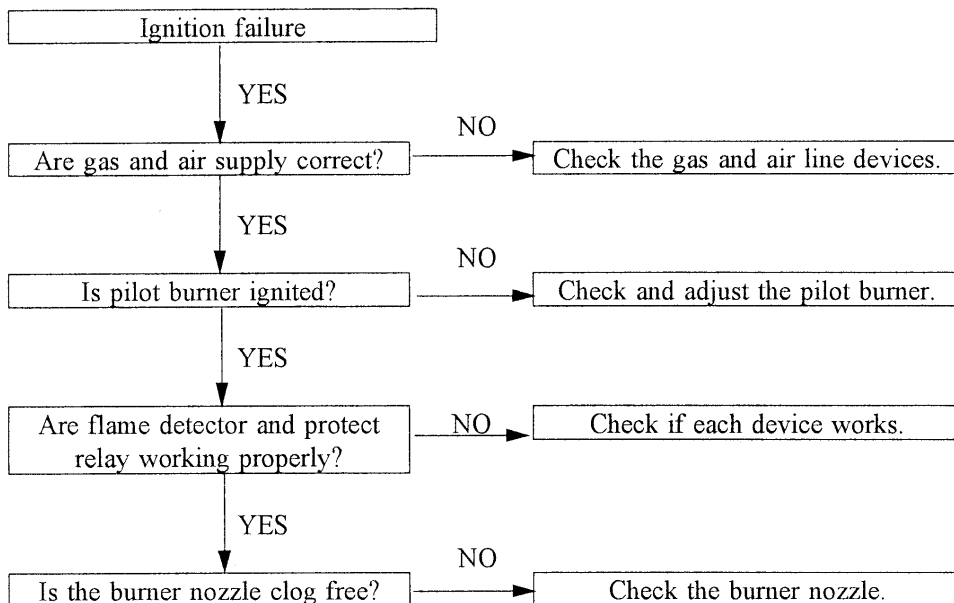 Ignition failure
YES
NO
Are gas and air supply correct?
Check the gas and air line devices.
YES
NO
Is pilot burner ignited?
Check and adjust the pilot burner.
YES
Are flame detector and protect
relay working properly?
NO
Check if each device works.
YES
NO
Is the burner nozzle clog free?
Check the burner nozzle.